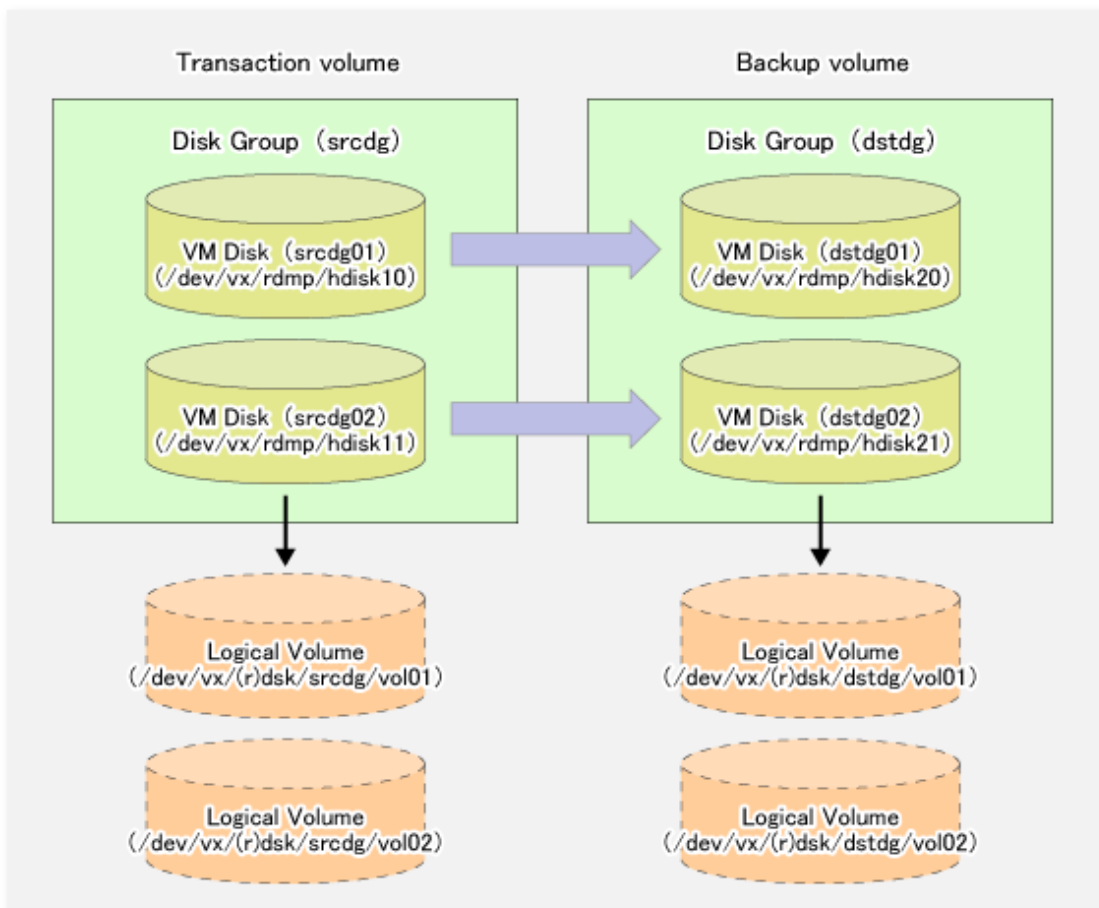 Transaction volume
Backup volume
Disk Group (srcdg)
VM Disk (srcdg01)
(/dev/vx/rdmp/hdisk10)
VM Disk (srcdg02)
(/dev/vx/rdmp/hdisk11)
Disk Group (dstdg)
VM Disk (dstdg01)
(/dev/vx/rdmp/hdisk20)
VM Disk (dstdg02)
(/dev/vx/rdmp/hdisk21)
Logical Volume
(/dev/vx/(r)dsk/srcdg/vol01)
Logical Volume
(/dev/vx/(r)dsk/srcdg/vol02)
Logical Volume
(/dev/vx/(r)dsk/dstdg/vol01)
Logical Volume
(/dev/vx/(r)dsk/dstdg/vol02)